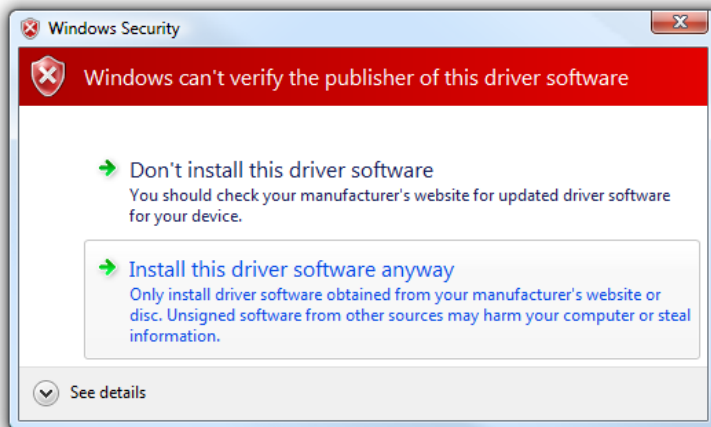 Windows Security
Windows can't verify the publisher of this driver software
Don't install this driver software
You should check your manufacturer's website for updated driver software
for your device.
Install this driver software anyway
Only install driver software obtained from your manufacturer's website or
disc. Unsigned software from other sources may harm your computer or steal
information.
See details